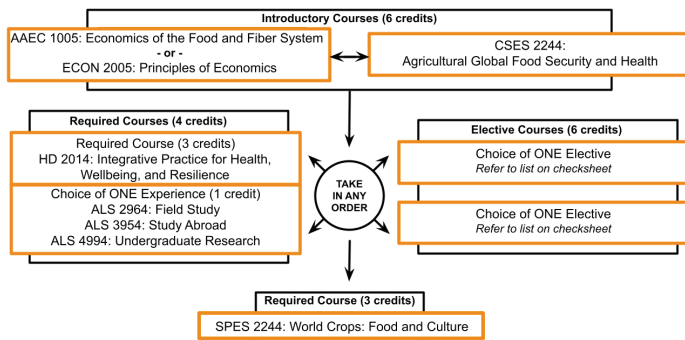 Introductory Courses (6 credits)
AAEC 1005: Economics of the Food and Fiber System
- or -
ECON 2005: Principles of Economics
CSES 2244:
Agricultural Global Food Security and Health
Required Courses (4 credits)
Required Course (3 credits)
HD 2014: Integrative Practice for Health,
Wellbeing, and Resilience
Choice of ONE Experience (1 credit)
ALS 2964: Field Study
ALS 3954: Study Abroad
ALS 4994: Undergraduate Research
TAKE
IN ANY
ORDER
Elective Courses (6 credits)
Choice of ONE Elective
Refer to list on checksheet
Choice of ONE Elective
Refer to list on checksheet
Required Course (3 credits)
SPES 2244: World Crops: Food and Culture